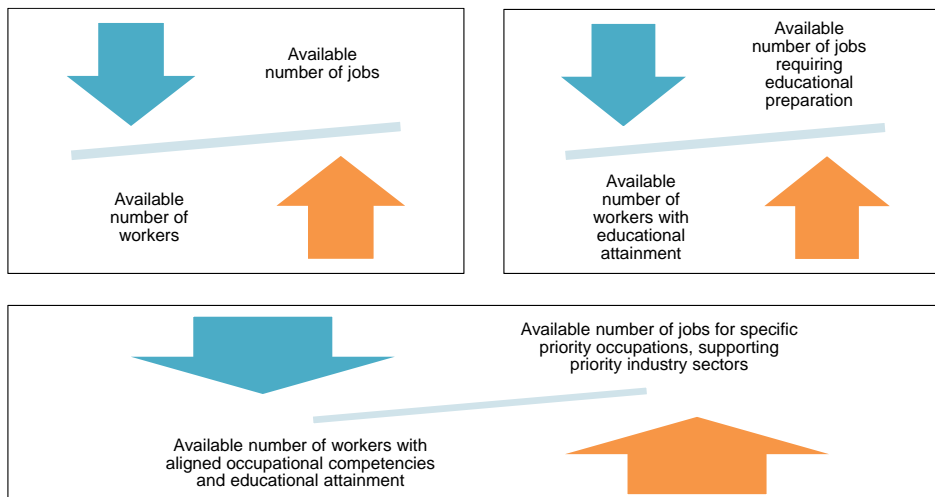 Available
number of jobs
Available
number of
workers
Available
number of jobs
requiring
educational
preparation
Available
number of
workers with
educational
attainment
Available number of jobs for specific
priority occupations, supporting
priority industry sectors
Available number of workers with
aligned occupational competencies
and educational attainment